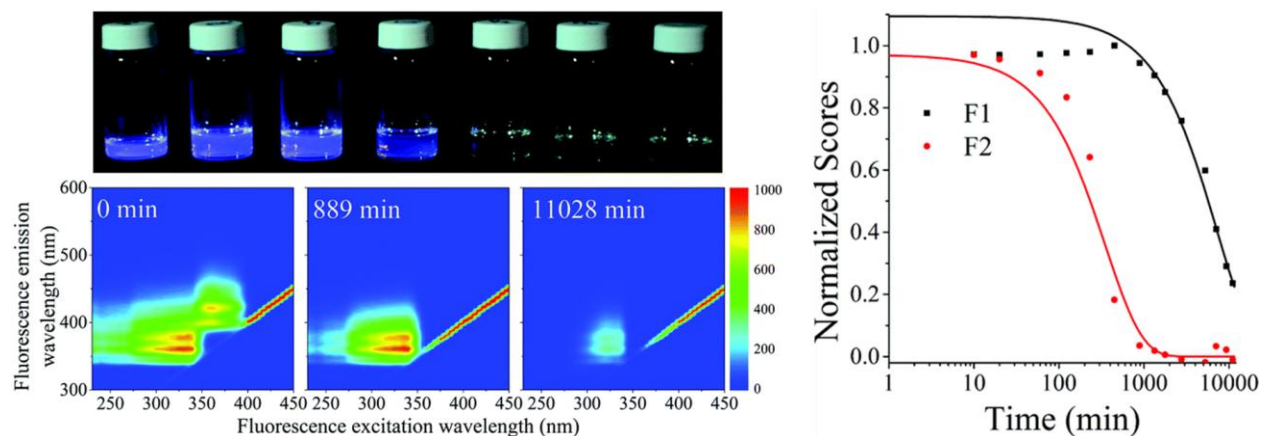 600
500
400
300
Fluorescence emission
wavelength (nm)
0 min
889 min
11028 min
250 300 350 400 450
250 300 350 400 450
250 300 350 400 450
Fluorescence excitation wavelength (nm)
1000
800
600
400
200
0
Normalized Scores
1.0
0.8
0.6
0.4
0.2
0.0
F1
F2
1 10 100 1000 10000
Time (min)